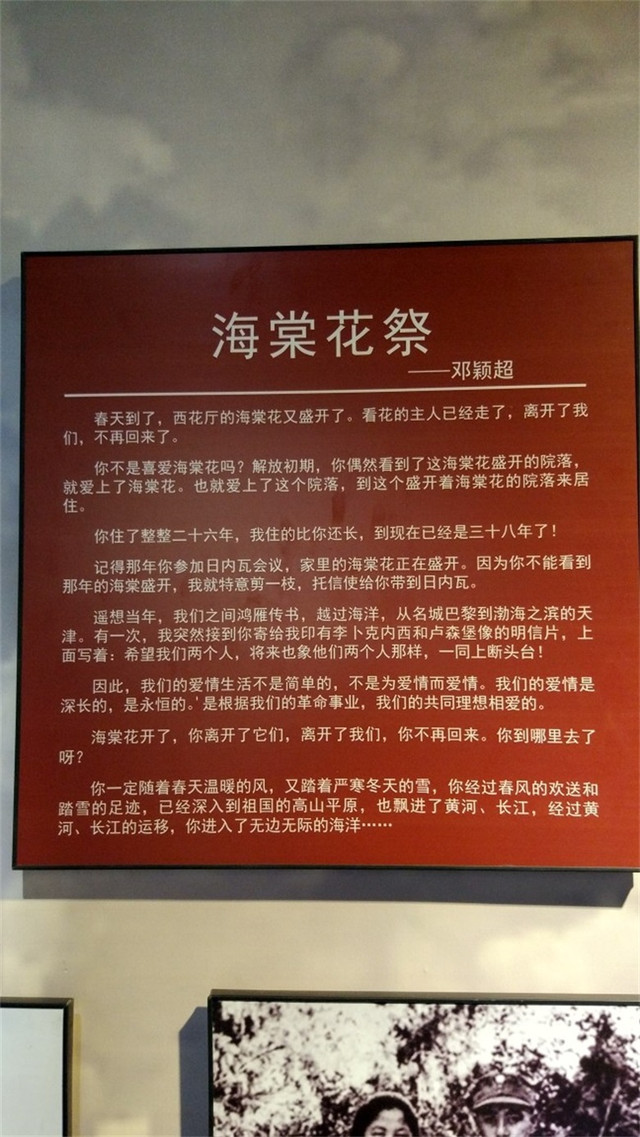 海棠花祭
——邓颖超
春天到了，西花厅的海棠花又盛开了。看花的主人已经走了，离开了我
们，不再回来了。
你不是喜爱海棠花吗？解放初期，你偶然看到了这海棠花盛开的院落，
就爱上了海棠花。也就爱上了这个院落，到这个盛开着海棠花的院落来居
住。
你住了整整二十六年，我住的比你还长，到现在已经是三十八年了！
记得那年你参加日内瓦会议，家里的海棠花正在盛开。因为你不能看到
那年的海棠盛开，我就特意剪一枝，托信使给你带到日内瓦。
遥想当年，我们之间鸿雁传书，越过海洋，从名城巴黎到渤海之滨的天
津。有一次，我突然接到你寄给我印有李卜克内西和卢森堡像的明信片，上
面写着：希望我们两个人，将来也象他们两个人那样，一同上断头台！
因此，我们的爱情生活不是简单的，不是为爱情而爱情。我们的爱情是
深长的，是永恒的。'是根据我们的革命事业，我们的共同理想相爱的。
海棠花开了，你离开了它们，离开了我们，你不再回来。你到哪里去了
呀？
你一定随着春天温暖的风，又踏着严寒冬天的雪，你经过春风的欢送和
踏雪的足迹，已经深入到祖国的高山平原，也飘进了黄河、长江，经过黄
河、长江的运移，你进入了无边无际的海洋……